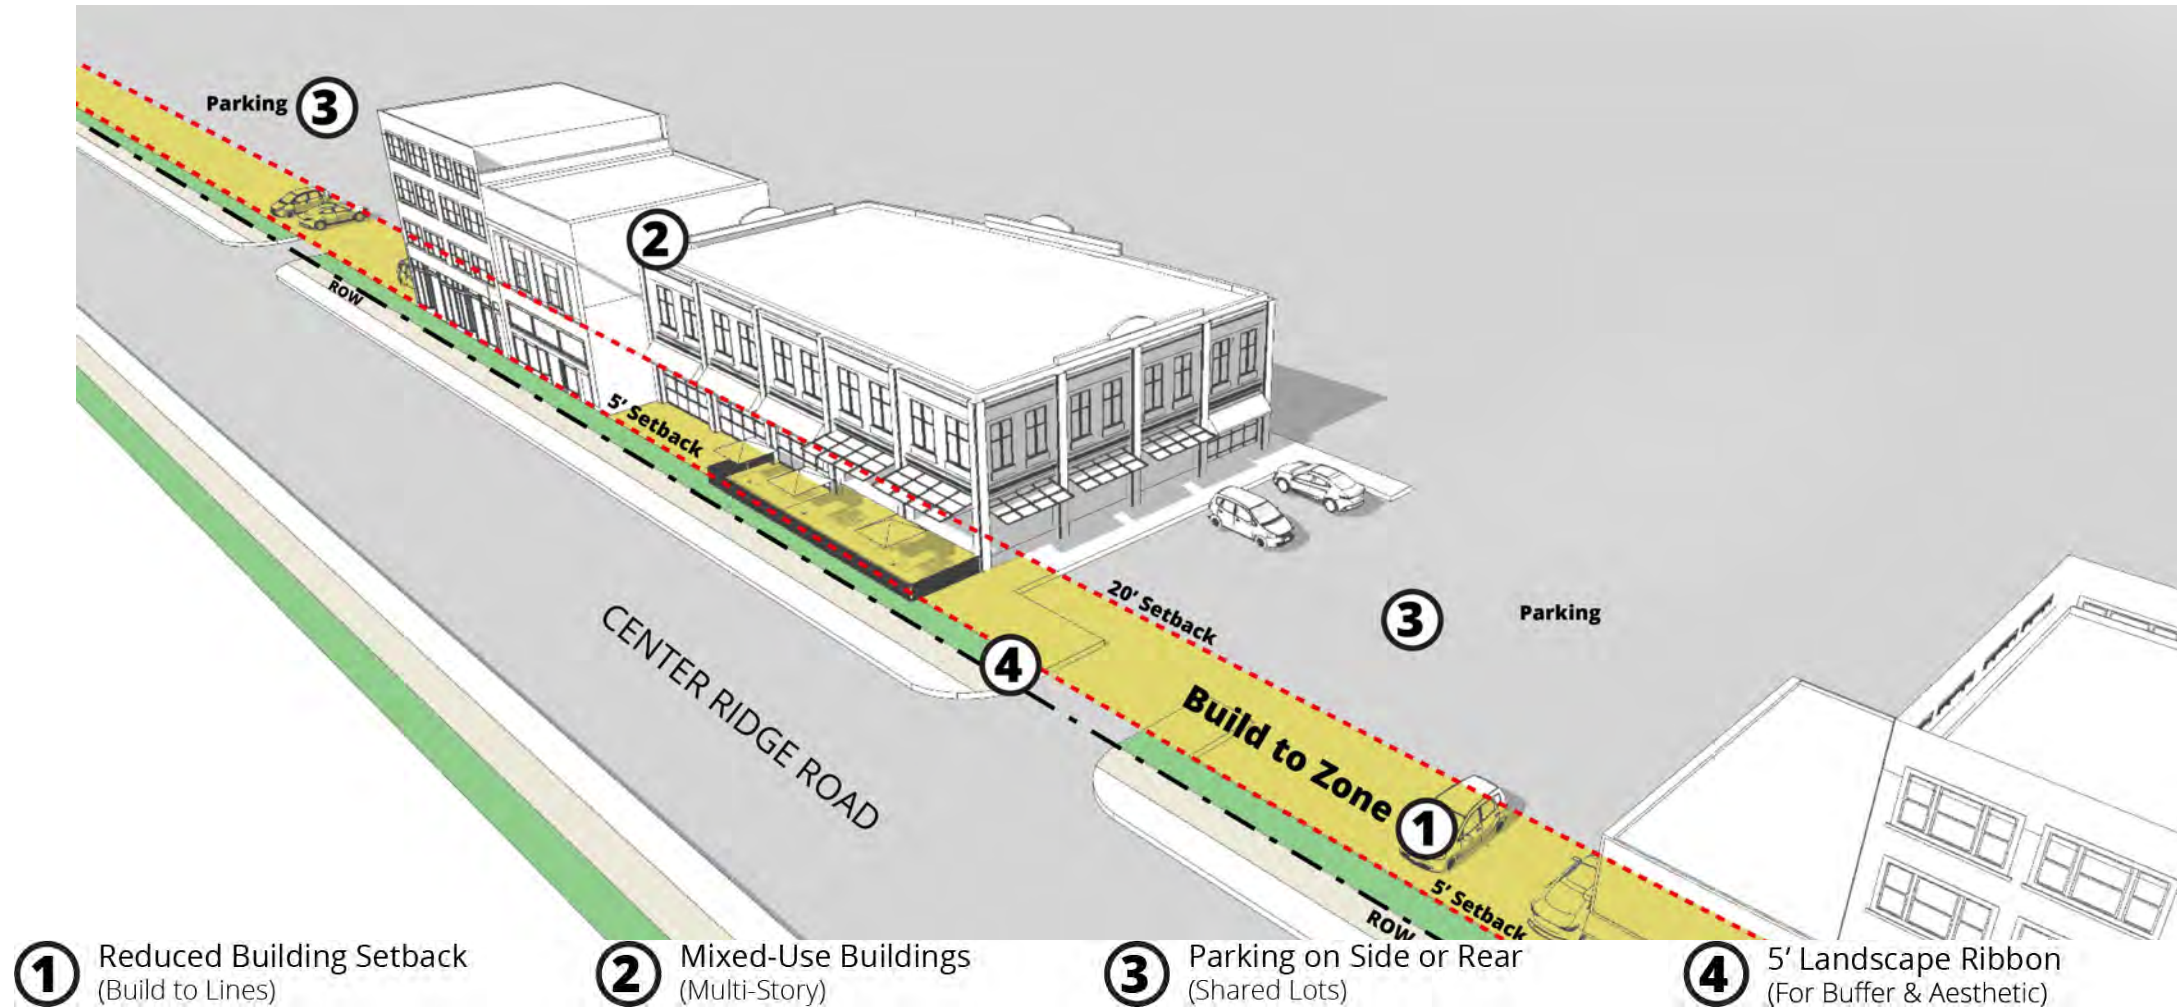 Parking 3
2
ROW
5' Setback
20' Setback
3 Parking
4
CENTER RIDGE ROAD
Build to Zone
1
5' Setback
ROW
1 Reduced Building Setback
(Build to Lines)
2 Mixed-Use Buildings
(Multi-Story)
3 Parking on Side or Rear
(Shared Lots)
4 5' Landscape Ribbon
(For Buffer & Aesthetic)